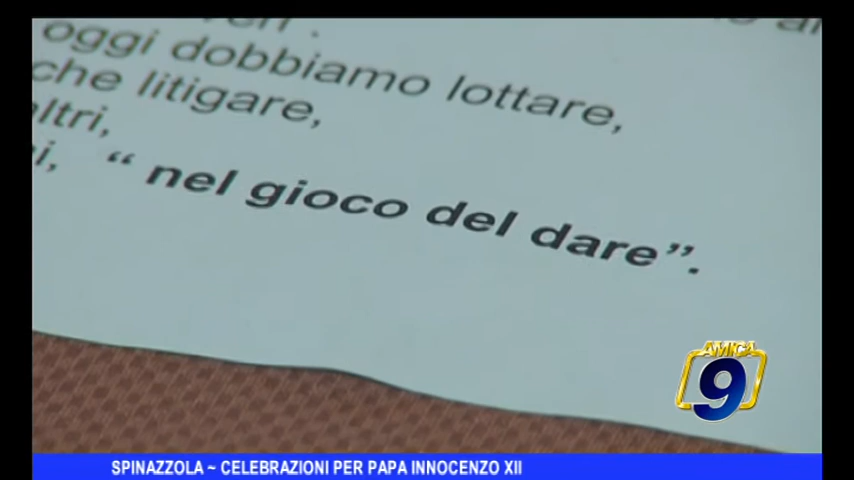 oggi dobbiamo lottare,
che litigare,
altri,
“ nel gioco del dare”.
AMICA
9
SPINAZZOLA ~ CELEBRAZIONI PER PAPA INNOCENZO XII